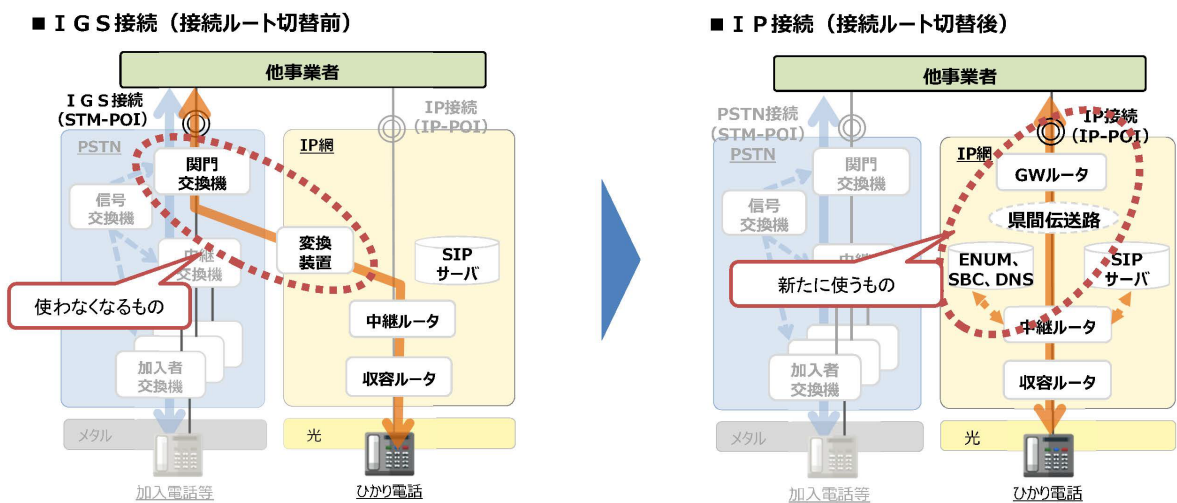 ■ＩＧＳ接続（接続ルート切替前）
他事業者
ＩＧＳ接続
(STM-POI)
IP接続
(IP-POI)
PSTN
IP網
関門
交換機
信号
交換機
変換
装置
SIP
サーバ
中継
交換機
使わなくなるもの
中継ルータ
加入者
交換機
収容ルータ
メタル
光
加入電話等
ひかり電話
■ＩＰ接続（接続ルート切替後）
他事業者
PSTN接続
(STM-POI)
IP接続
(IP-POI)
PSTN
IP網
関門
交換機
GWルータ
信号
交換機
県間伝送路
中継
ENUM、
SBC、DNS
SIP
サーバ
新たに使うもの
中継ルータ
加入者
交換機
収容ルータ
メタル
光
加入電話等
ひかり電話